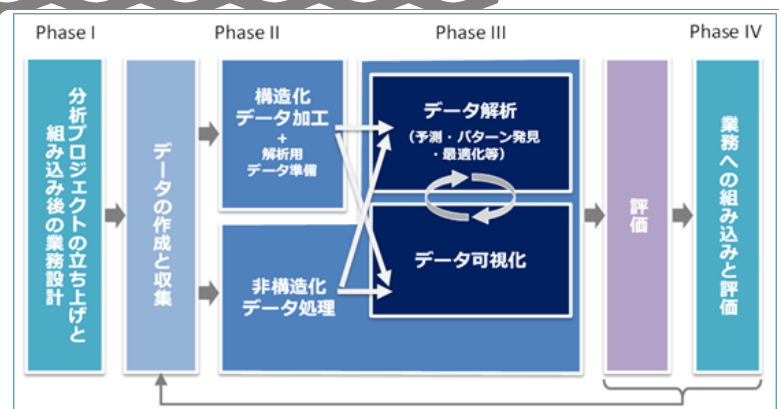 Phase I
Phase II
Phase III
Phase IV
分析プロジェクトの立ち上げと
組み込み後の業務設計
データの作成と収集
構造化
データ加工
+
解析用
データ準備
非構造化
データ処理
データ解析
(予測・パターン発見
・最適化等)
データ可視化
評価
業務への組み込みと評価